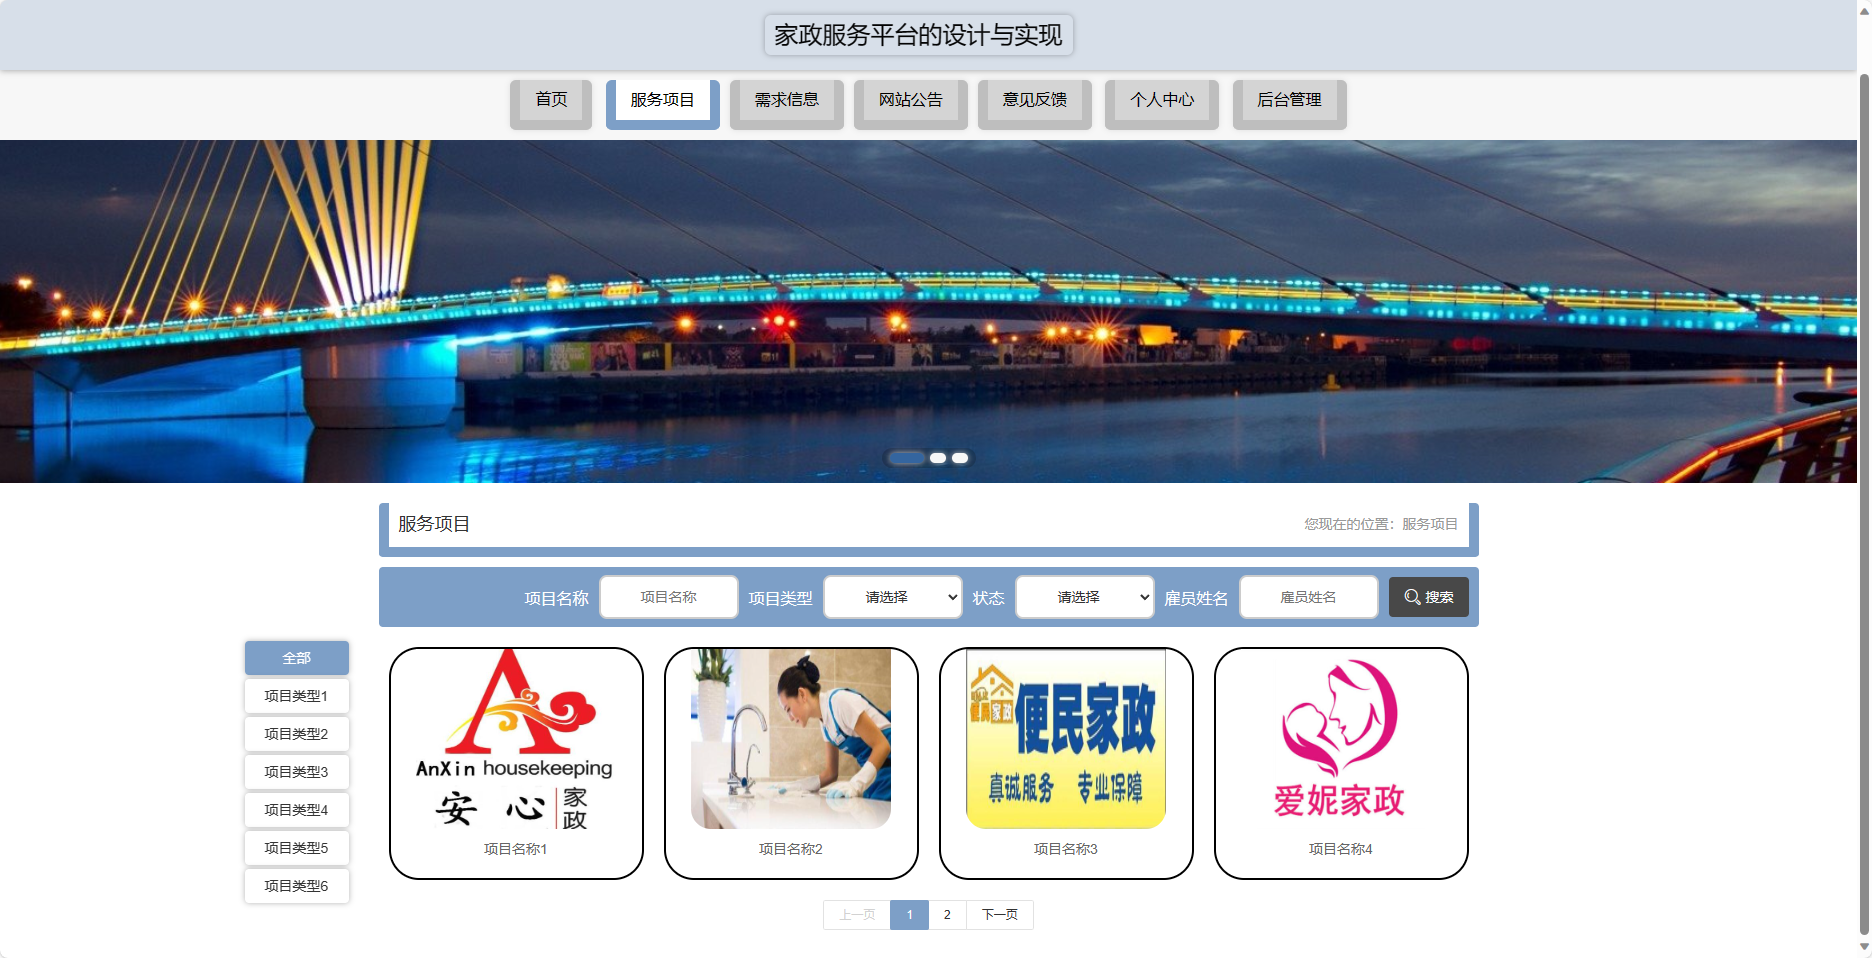 家政服务平台的设计与实现
首页 服务项目 需求信息 网站公告 意见反馈 个人中心 后台管理
服务项目 您现在的位置：服务项目
项目名称 项目名称 项目类型 请选择 状态 请选择 雇员姓名 雇员姓名 搜索
全部
项目类型1
项目类型2
项目类型3
项目类型4
项目类型5
项目类型6
AnXin housekeeping
安心 家政
项目名称1
项目名称2
便民家政
便民家政
真诚服务 专业保障
项目名称3
爱妮家政
项目名称4
上一页 1 2 下一页